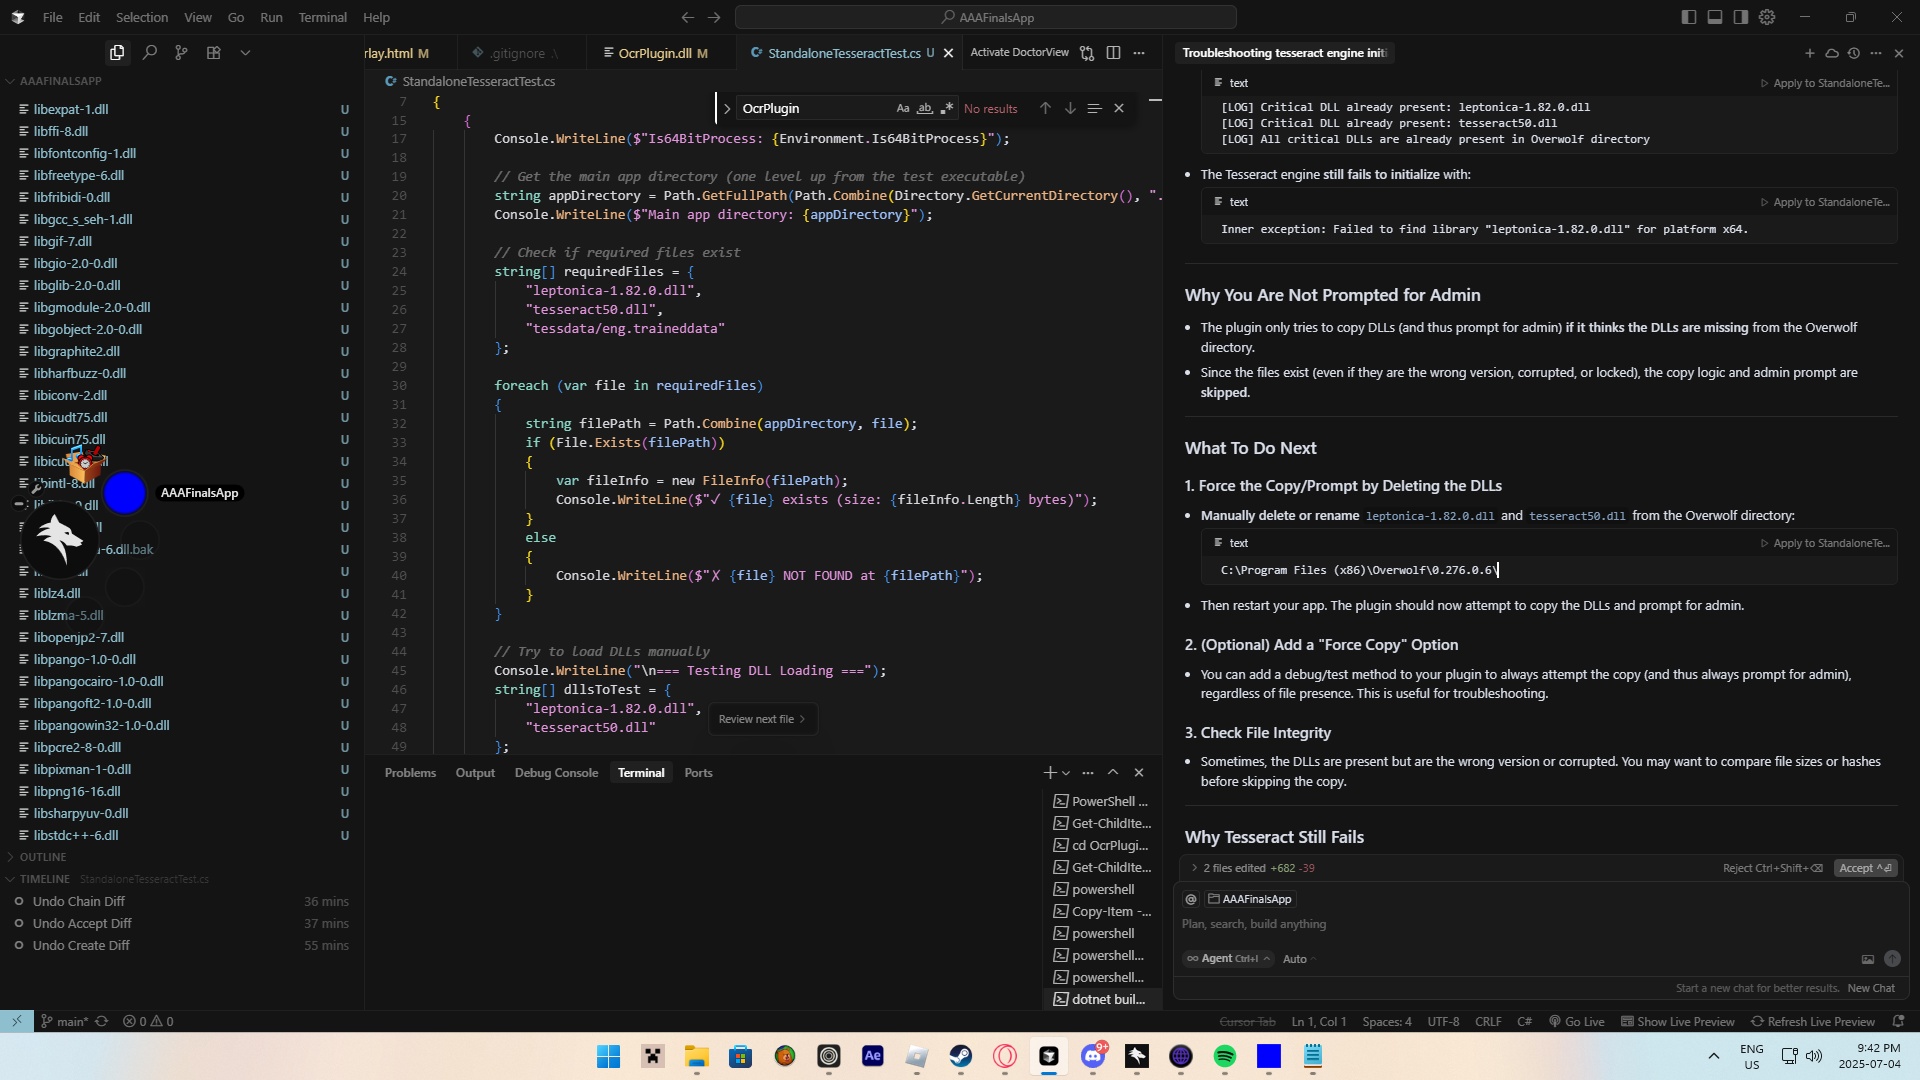 File Edit Selection View Go Run Terminal Help
AAAFinalsApp
rlay.html M
.gitignore
OcrPlugin.dll M
StandaloneTesseractTest.cs U
Activate DoctorView
StandaloneTesseractTest.cs
OcrPlugin
Aa ab
No results
AAAFINALSAPP
libexpat-1.dll U
libffi-8.dll U
libfontconfig-1.dll U
libfreetype-6.dll U
libfribidi-0.dll U
libgcc_s_seh-1.dll U
libgif-7.dll U
libgio-2.0-0.dll U
libglib-2.0-0.dll U
libgmodule-2.0-0.dll U
libgobject-2.0-0.dll U
libgraphite2.dll U
libharfbuzz-0.dll U
libiconv-2.dll U
libicudt75.dll U
libicuin75.dll U
U
libintl-8.dll U
U
AAAFinalsApp
U
-6.dll.bak U
U
liblz4.dll U
liblzma-5.dll U
libopenjp2-7.dll U
libpango-1.0-0.dll U
libpangocairo-1.0-0.dll U
libpangoft2-1.0-0.dll U
libpangowin32-1.0-0.dll U
libpcre2-8-0.dll U
libpixman-1-0.dll U
libpng16-16.dll U
libsharpyuv-0.dll U
libstdc++-6.dll U
OUTLINE
TIMELINE StandaloneTesseractTest.cs
Undo Chain Diff 36 mins
Undo Accept Diff 37 mins
Undo Create Diff 55 mins
7 {
15 {
17 Console.WriteLine($"Is64BitProcess: {Environment.Is64BitProcess}");
18
19 // Get the main app directory (one level up from the test executable)
20 string appDirectory = Path.GetFullPath(Path.Combine(Directory.GetCurrentDirectory(), ".
21 Console.WriteLine($"Main app directory: {appDirectory}");
22
23 // Check if required files exist
24 string[] requiredFiles = {
25 "leptonica-1.82.0.dll",
26 "tesseract50.dll",
27 "tessdata/eng.traineddata"
28 };
29
30 foreach (var file in requiredFiles)
31 {
32 string filePath = Path.Combine(appDirectory, file);
33 if (File.Exists(filePath))
34 {
35 var fileInfo = new FileInfo(filePath);
36 Console.WriteLine($"✓ {file} exists (size: {fileInfo.Length} bytes)");
37 }
38 else
39 {
40 Console.WriteLine($"✗ {file} NOT FOUND at {filePath}");
41 }
42 }
43
44 // Try to load DLLs manually
45 Console.WriteLine("\n=== Testing DLL Loading ===");
46 string[] dllsToTest = {
47 "leptonica-1.82.0.dll",
48 "tesseract50.dll"
49 };
Review next file
Problems Output Debug Console Terminal Ports
PowerShell ...
Get-ChildIte...
cd OcrPlugi...
Get-ChildIte...
powershell
Copy-Item -...
powershell
powershell...
powershell...
dotnet buil...
Troubleshooting tesseract engine initi
text
Apply to StandaloneTe...
[LOG] Critical DLL already present: leptonica-1.82.0.dll
[LOG] Critical DLL already present: tesseract50.dll
[LOG] All critical DLLs are already present in Overwolf directory
• The Tesseract engine still fails to initialize with:
text
Apply to StandaloneTe...
Inner exception: Failed to find library "leptonica-1.82.0.dll" for platform x64.
Why You Are Not Prompted for Admin
• The plugin only tries to copy DLLs (and thus prompt for admin) if it thinks the DLLs are missing from the Overwolf
directory.
• Since the files exist (even if they are the wrong version, corrupted, or locked), the copy logic and admin prompt are
skipped.
What To Do Next
1. Force the Copy/Prompt by Deleting the DLLs
• Manually delete or rename leptonica-1.82.0.dll and tesseract50.dll from the Overwolf directory:
text
Apply to StandaloneTe...
C:\Program Files (x86)\Overwolf\0.276.0.6\
• Then restart your app. The plugin should now attempt to copy the DLLs and prompt for admin.
2. (Optional) Add a "Force Copy" Option
• You can add a debug/test method to your plugin to always attempt the copy (and thus always prompt for admin),
regardless of file presence. This is useful for troubleshooting.
3. Check File Integrity
• Sometimes, the DLLs are present but are the wrong version or corrupted. You may want to compare file sizes or hashes
before skipping the copy.
Why Tesseract Still Fails
2 files edited +682 -39
Reject Ctrl+Shift+⌫
Accept ^⏎
@ AAAFinalsApp
Plan, search, build anything
∞ Agent Ctrl+I
Auto
Start a new chat for better results. New Chat
main* 0 0
Cursor Tab Ln 1, Col 1 Spaces: 4 UTF-8 CRLF C# Go Live Show Live Preview Refresh Live Preview
Ae
9+
ENG
US
9:42 PM
2025-07-04